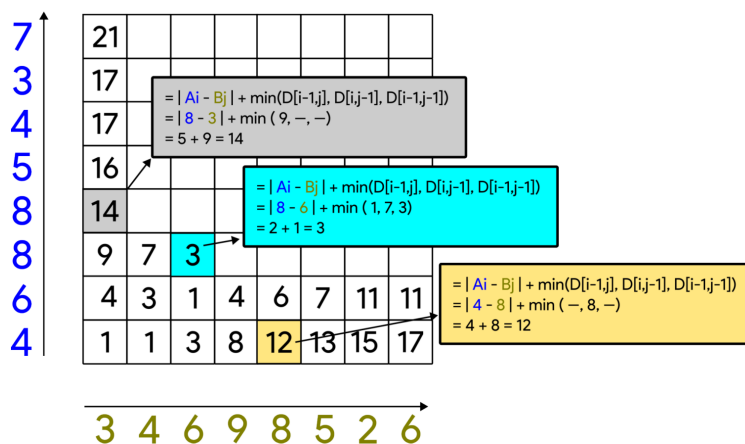 7 21
3 17
= | Ai - Bj | + min(D[i-1,j], D[i,j-1], D[i-1,j-1])
= | 8 - 3 | + min ( 9, –, –)
= 5 + 9 = 14
4 17
5 16
= | Ai - Bj | + min(D[i-1,j], D[i,j-1], D[i-1,j-1])
= | 8 - 6 | + min ( 1, 7, 3)
= 2 + 1 = 3
8 14
8 9 7 3
= | Ai - Bj | + min(D[i-1,j], D[i,j-1], D[i-1,j-1])
= | 4 - 8 | + min ( –, 8, –)
= 4 + 8 = 12
6 4 3 1 4 6 7 11 11
4 1 1 3 8 12 13 15 17
3 4 6 9 8 5 2 6